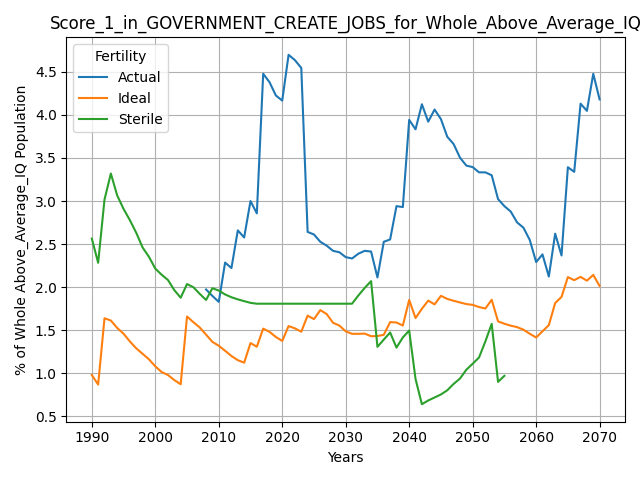 Score_1_in_GOVERNMENT_CREATE_JOBS_for_Whole_Above_Average_IQ
Fertility
Actual
Ideal
Sterile
% of Whole Above_Average_IQ Population
4.5
4.0
3.5
3.0
2.5
2.0
1.5
1.0
0.5
1990 2000 2010 2020 2030 2040 2050 2060 2070
Years